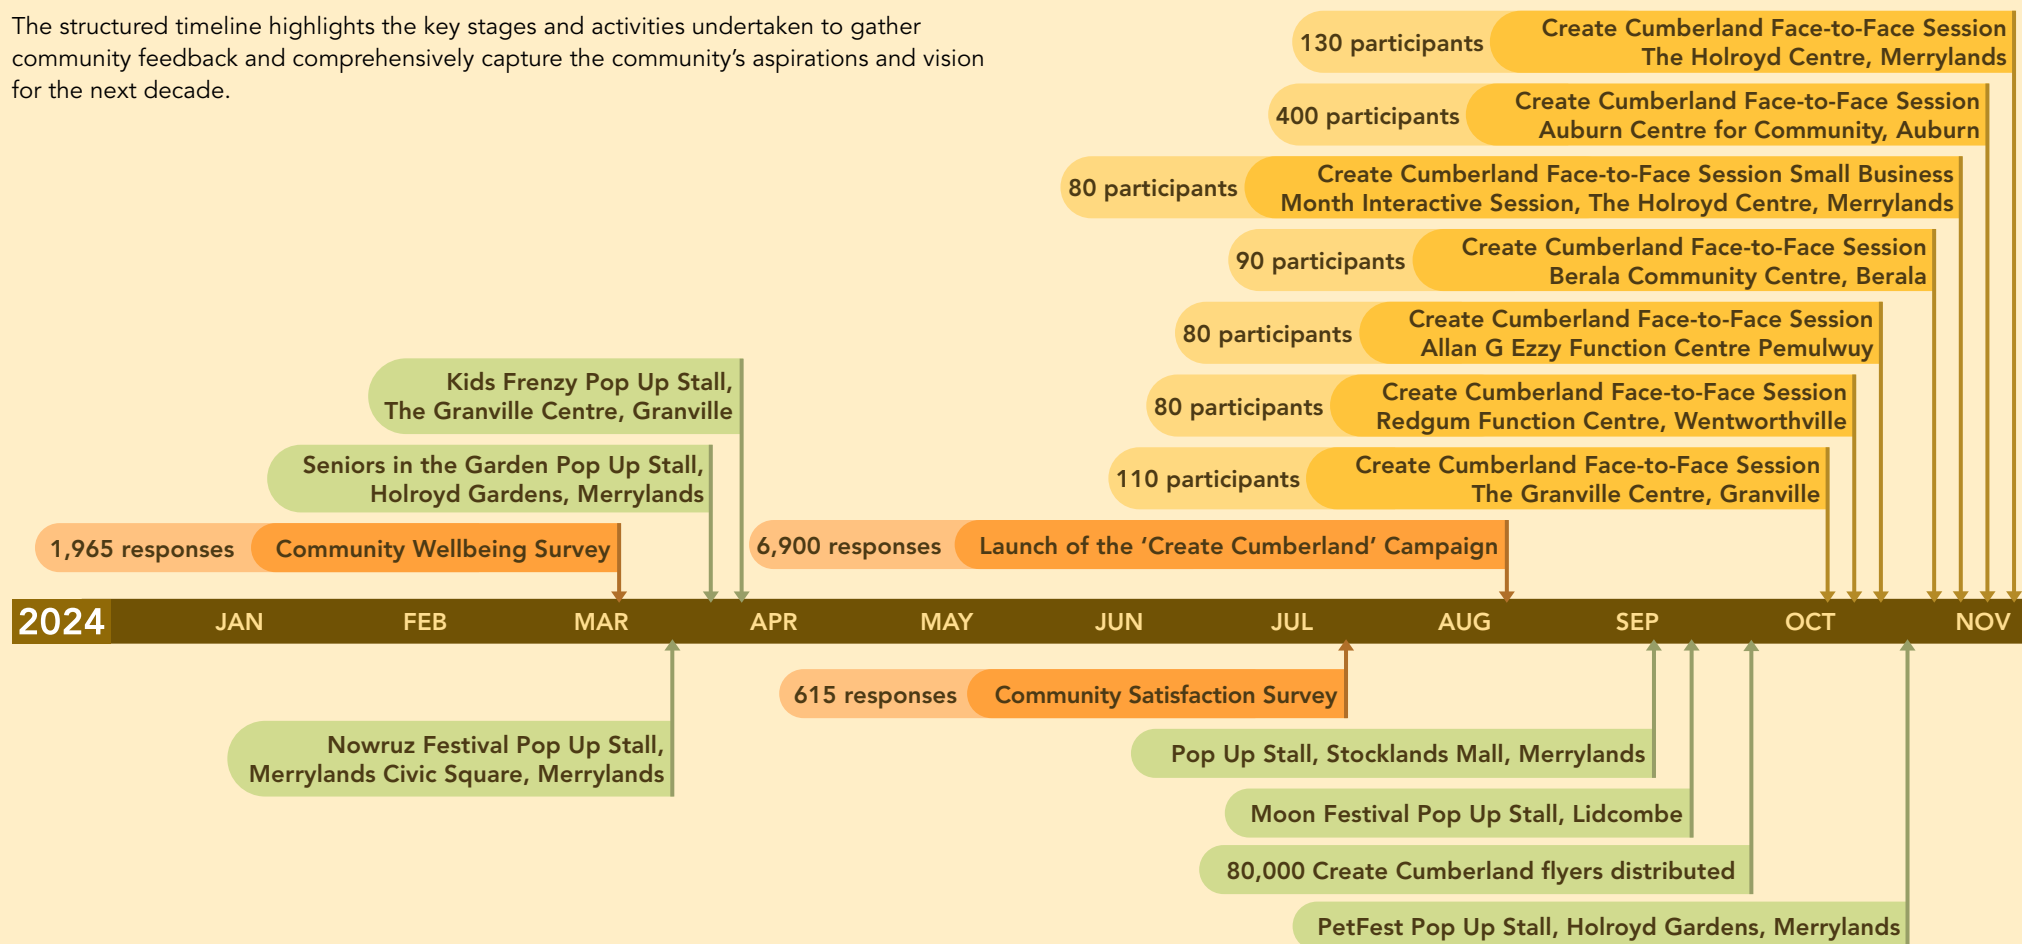 The structured timeline highlights the key stages and activities undertaken to gather
community feedback and comprehensively capture the community’s aspirations and vision
for the next decade.
130 participants
Create Cumberland Face-to-Face Session
The Holroyd Centre, Merrylands
400 participants
Create Cumberland Face-to-Face Session
Auburn Centre for Community, Auburn
80 participants
Create Cumberland Face-to-Face Session Small Business
Month Interactive Session, The Holroyd Centre, Merrylands
90 participants
Create Cumberland Face-to-Face Session
Berala Community Centre, Berala
80 participants
Create Cumberland Face-to-Face Session
Allan G Ezzy Function Centre Pemulwuy
Kids Frenzy Pop Up Stall,
The Granville Centre, Granville
80 participants
Create Cumberland Face-to-Face Session
Redgum Function Centre, Wentworthville
Seniors in the Garden Pop Up Stall,
Holroyd Gardens, Merrylands
110 participants
Create Cumberland Face-to-Face Session
The Granville Centre, Granville
1,965 responses
Community Wellbeing Survey
6,900 responses
Launch of the ‘Create Cumberland’ Campaign
2024
JAN
FEB
MAR
APR
MAY
JUN
JUL
AUG
SEP
OCT
NOV
615 responses
Community Satisfaction Survey
Nowruz Festival Pop Up Stall,
Merrylands Civic Square, Merrylands
Pop Up Stall, Stocklands Mall, Merrylands
Moon Festival Pop Up Stall, Lidcombe
80,000 Create Cumberland flyers distributed
PetFest Pop Up Stall, Holroyd Gardens, Merrylands